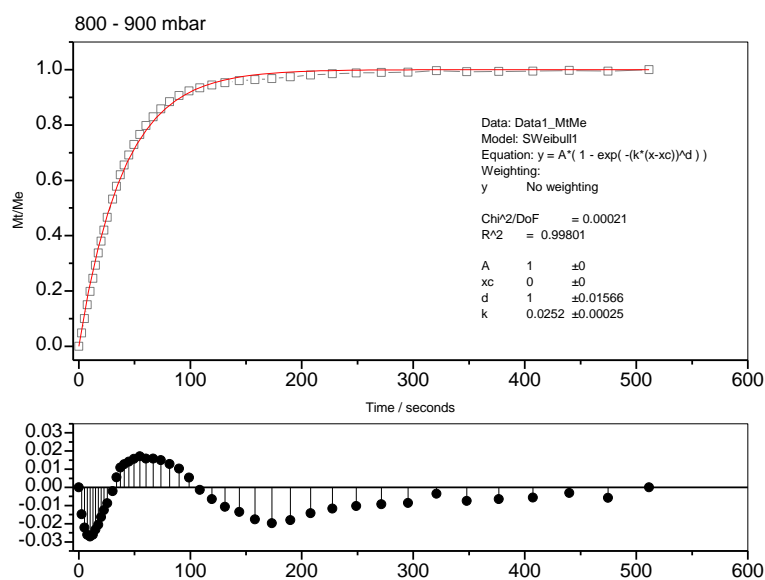 800 - 900 mbar
1.0
0.8
0.6
0.4
0.2
0.0
Mt/Me
Data: Data1_MtMe
Model: SWeibull1
Equation: y = A*( 1 - exp( -(k*(x-xc))^d ) )
Weighting:
y No weighting
Chi^2/DoF = 0.00021
R^2 = 0.99801
A 1 ±0
xc 0 ±0
d 1 ±0.01566
k 0.0252 ±0.00025
0 100 200 300 400 500 600
Time / seconds
0.03
0.02
0.01
0.00
-0.01
-0.02
-0.03
0 100 200 300 400 500 600